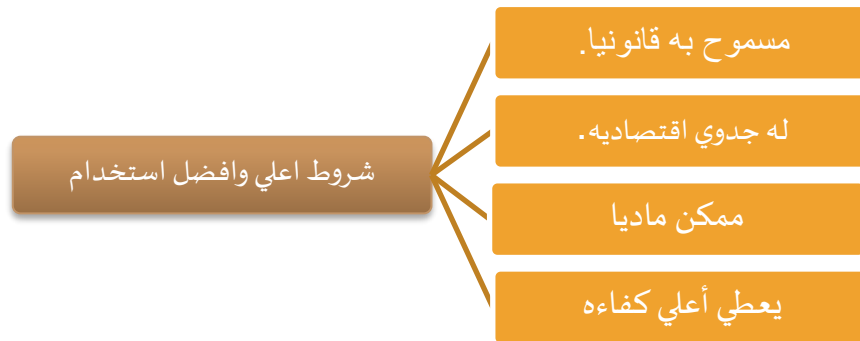 شروط اعلي وافضل استخدام
مسموح به قانونيا.
له جدوي اقتصاديه.
ممكن ماديا
يعطي أعلي كفاءه